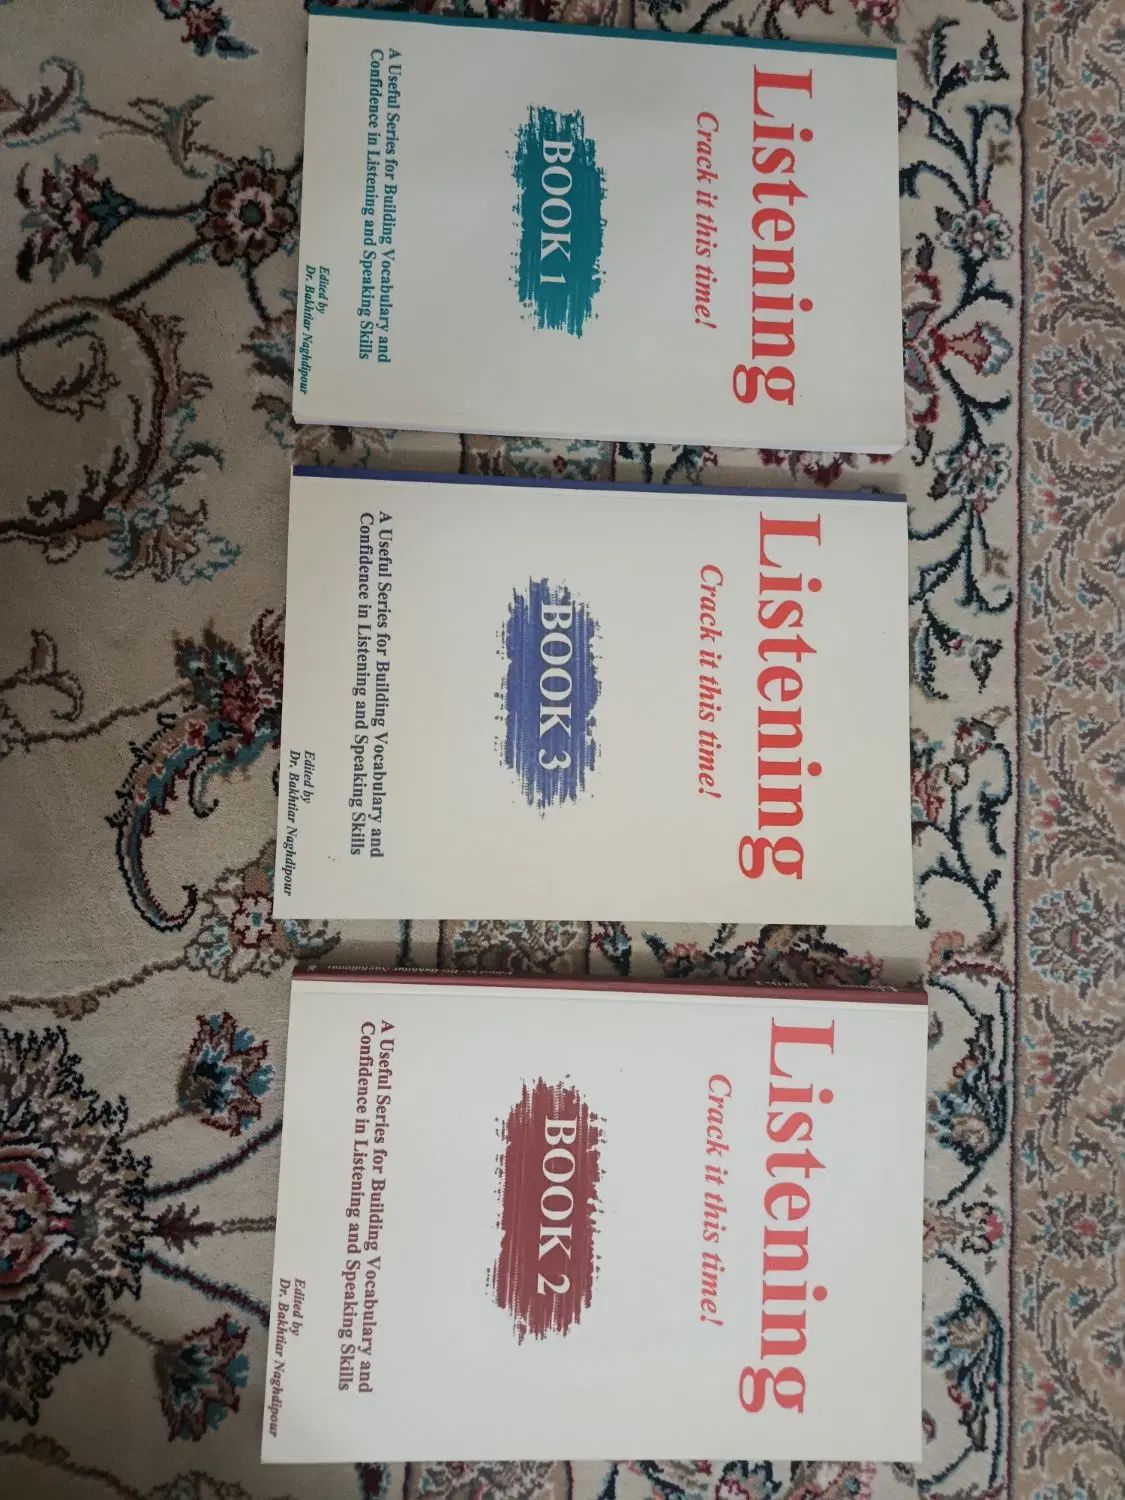 Listening
Crack it this time!
BOOK 1
A Useful Series for Building Vocabulary and
Confidence in Listening and Speaking Skills
Edited by
Dr. Bakhtiar Naghdipour
Listening
Crack it this time!
BOOK 3
A Useful Series for Building Vocabulary and
Confidence in Listening and Speaking Skills
Edited by
Dr. Bakhtiar Naghdipour
Listening
Crack it this time!
BOOK 2
A Useful Series for Building Vocabulary and
Confidence in Listening and Speaking Skills
Edited by
Dr. Bakhtiar Naghdipour